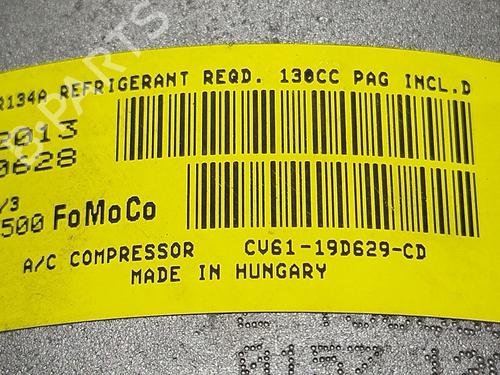 R134A REFRIGERANT REQD. 130CC PAG INCL.D
2013
0628
/3
500 FoMoCo
A/C COMPRESSOR CV61-19D629-CD
MADE IN HUNGARY